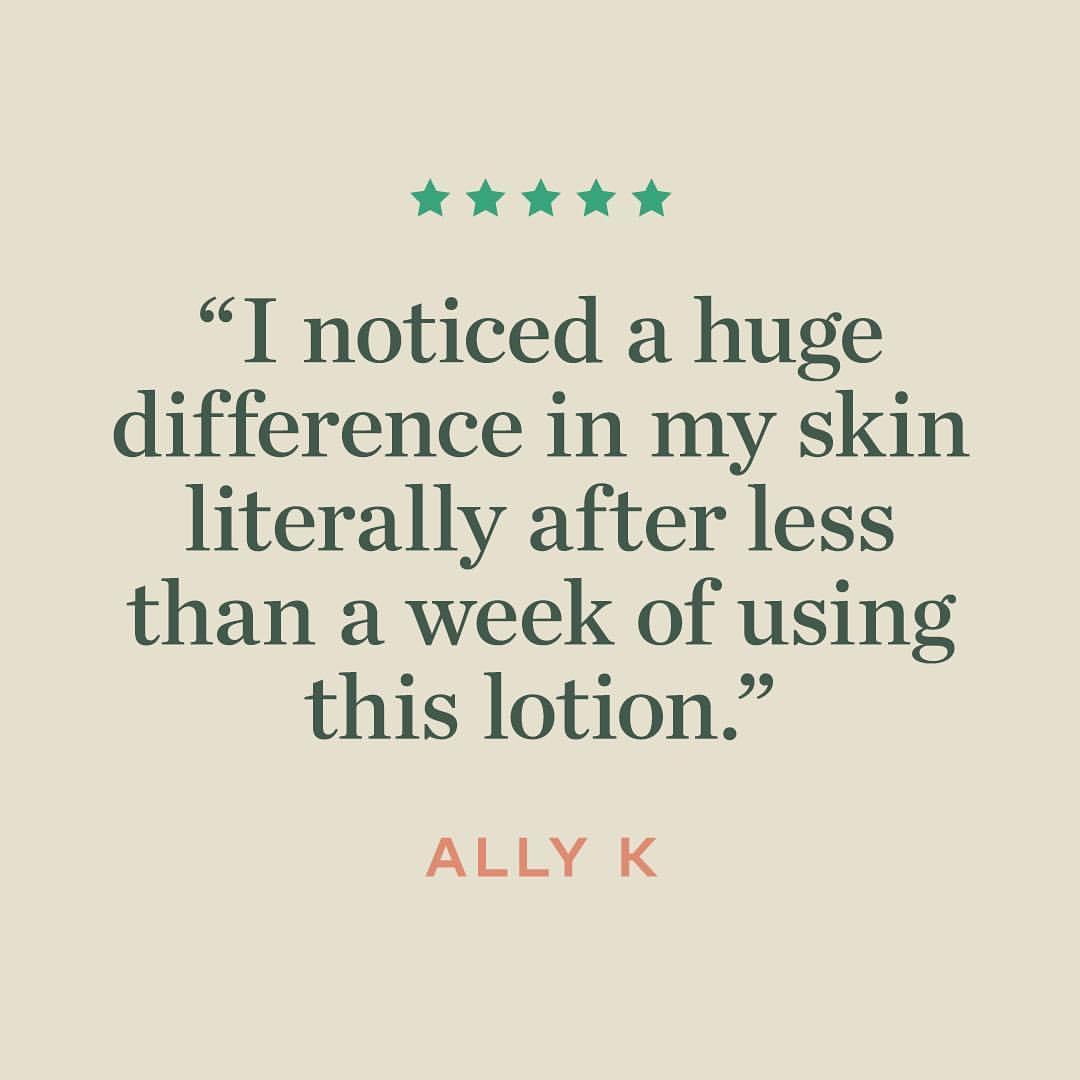 “I noticed a huge
difference in my skin
literally after less
than a week of using
this lotion.”
ALLY K